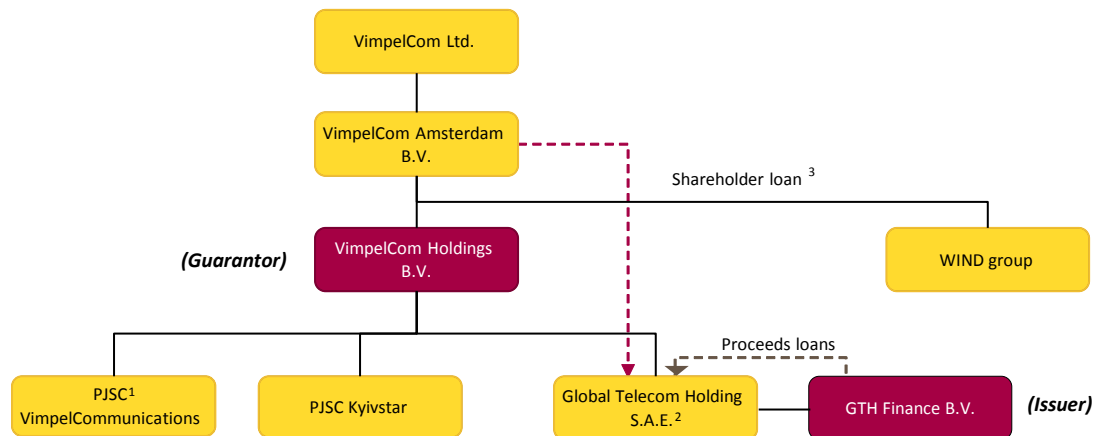 VimpelCom Ltd.
VimpelCom Amsterdam
B.V.
Shareholder loan 3
(Guarantor)
VimpelCom Holdings
B.V.
WIND group
Proceeds loans
PJSC1
VimpelCommunications
PJSC Kyivstar
Global Telecom Holding
S.A.E.2
GTH Finance B.V.
(Issuer)